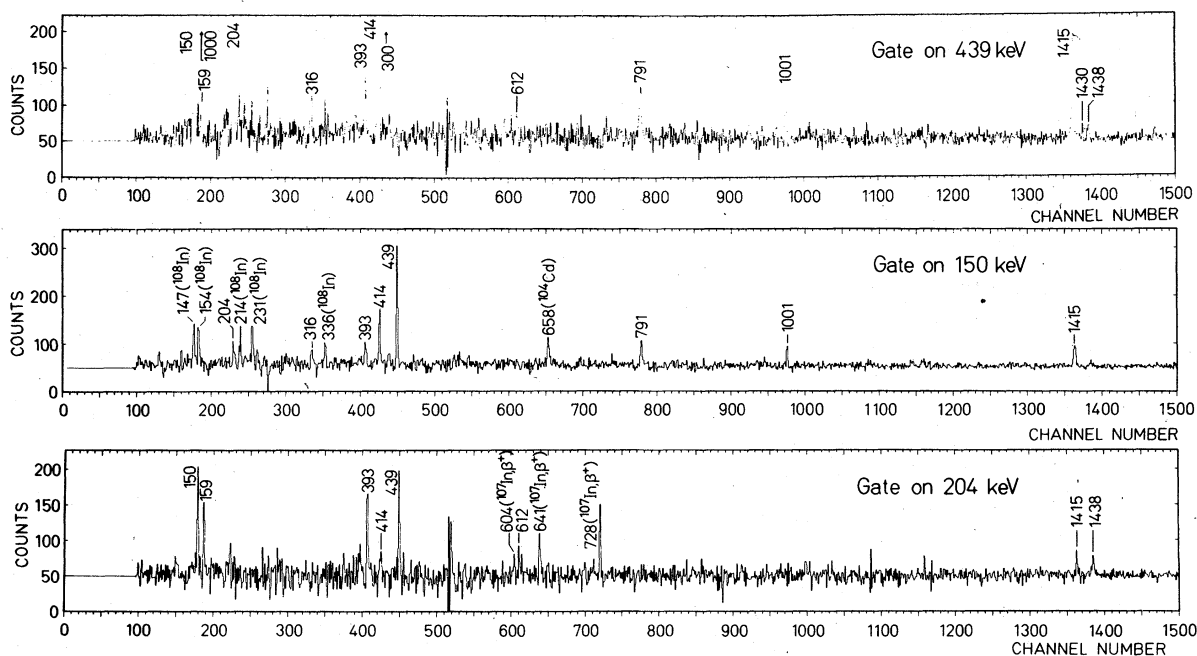 Gate on 439 keV
COUNTS
200
150
100
50
0
150
1000
159
204
316
393
414
300
612
791
1001
1415
1430
1438
0 100 200 300 400 500 600 700 800 900 1000 1100 1200 1300 1400 1500
CHANNEL NUMBER
Gate on 150 keV
COUNTS
300
200
100
0
147(108In)
154(108In)
204
214(108In)
231(108In)
316
336(108In)
393
414
439
658(104Cd)
791
1001
1415
0 100 200 300 400 500 600 700 800 900 1000 1100 1200 1300 1400 1500
CHANNEL NUMBER
Gate on 204 keV
COUNTS
200
150
100
50
0
150
159
393
414
439
604(107In,β+)
612
641(107In,β+)
728(107In,β+)
1415
1438
0 100 200 300 400 500 600 700 800 900 1000 1100 1200 1300 1400 1500
CHANNEL NUMBER